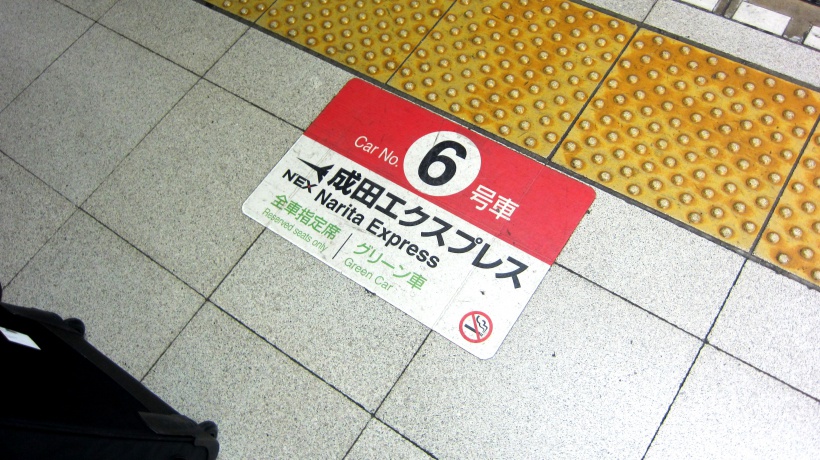 Car No. 6 号車
成田エクスプレス
NEX Narita Express
全車指定席 グリーン車
Reserved seats only Green Car